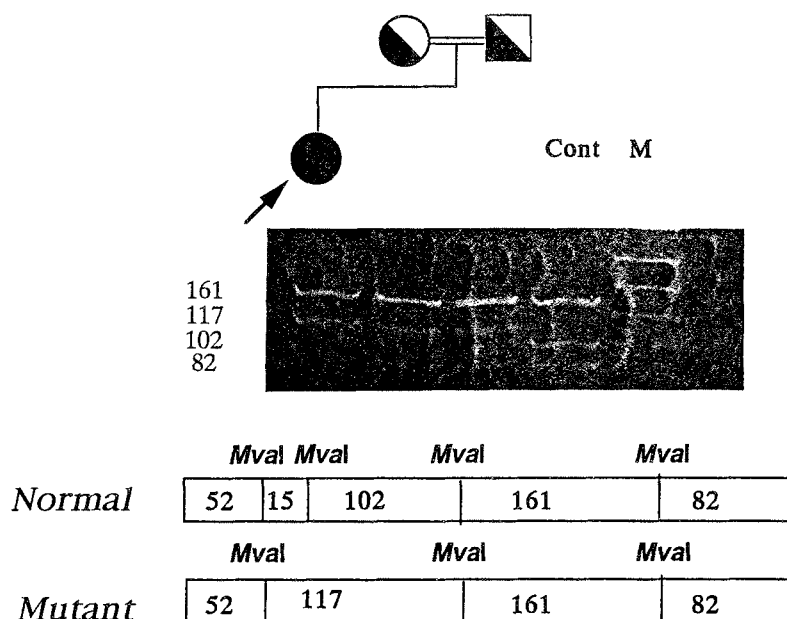 Cont M
161
117
102
82
MvaI MvaI MvaI MvaI
Normal 52 15 102 161 82
MvaI MvaI MvaI
Mutant 52 117 161 82